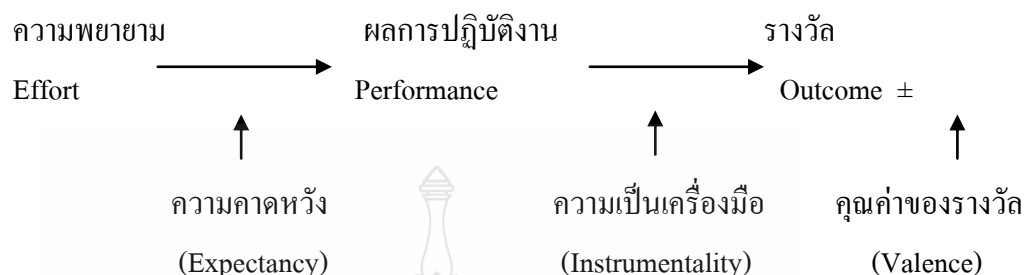 ความพยายาม ผลการปฏิบัติงาน รางวัล
Effort Performance Outcome ±
ความคาดหวัง ความเป็นเครื่องมือ คุณค่าของรางวัล
(Expectancy) (Instrumentality) (Valence)